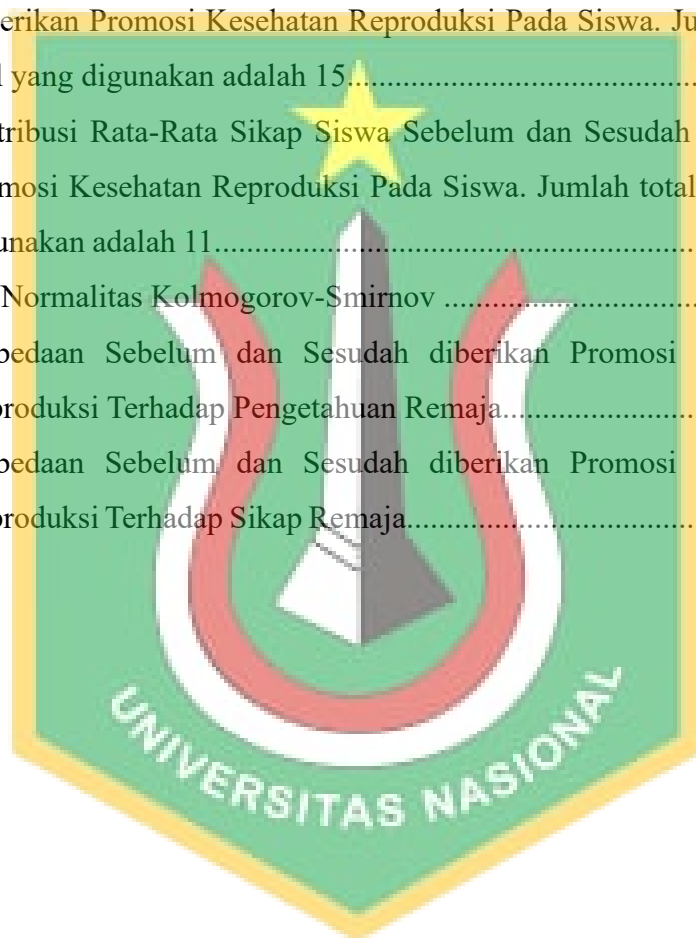 erikan Promosi Kesehatan Reproduksi Pada Siswa. Ju
l yang digunakan adalah 15..........................................
tribusi Rata-Rata Sikap Siswa Sebelum dan Sesudah
mosi Kesehatan Reproduksi Pada Siswa. Jumlah total
unakan adalah 11..........................................................
Normalitas Kolmogorov-Smirnov ..............................
bedaan Sebelum dan Sesudah diberikan Promosi
produksi Terhadap Pengetahuan Remaja.......................
bedaan Sebelum dan Sesudah diberikan Promosi
produksi Terhadap Sikap Remaja...................................
UNIVERSITAS NASIONAL